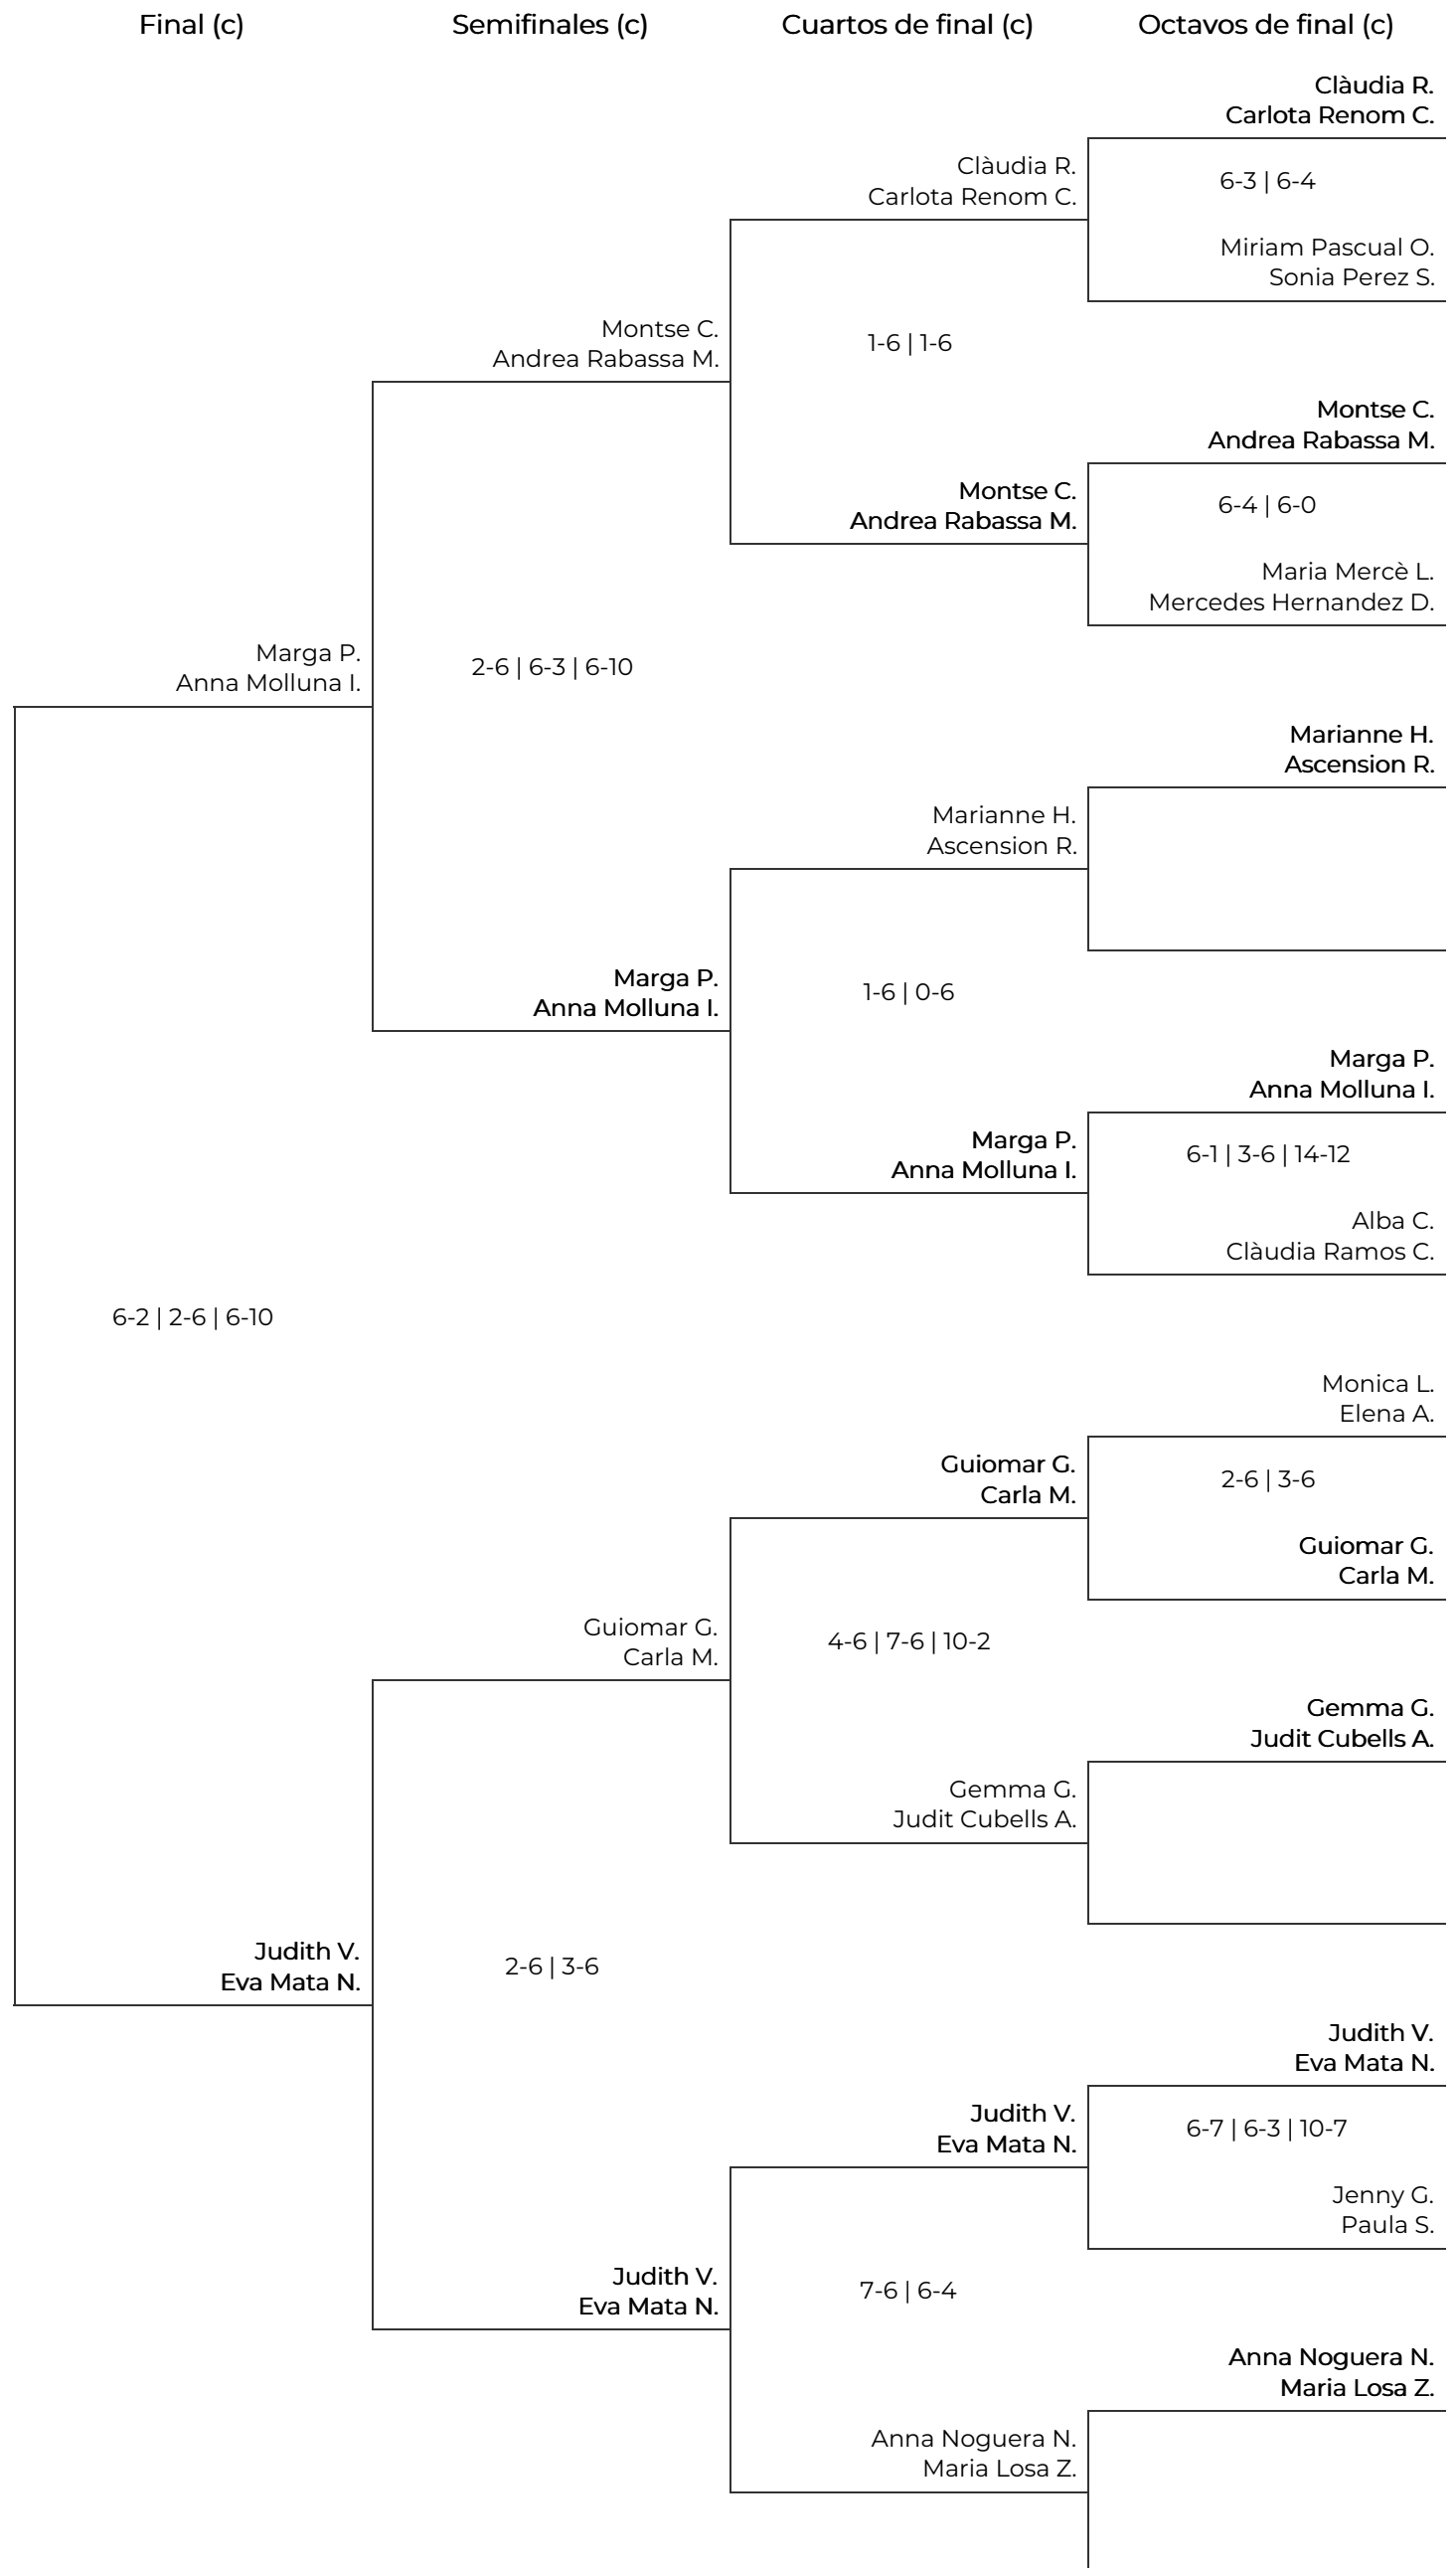 Final (c)
Semifinales (c)
Cuartos de final (c)
Octavos de final (c)
Clàudia R.
Carlota Renom C.
Clàudia R.
Carlota Renom C.
6-3 | 6-4
Miriam Pascual O.
Sonia Perez S.
Montse C.
Andrea Rabassa M.
1-6 | 1-6
Montse C.
Andrea Rabassa M.
Montse C.
Andrea Rabassa M.
6-4 | 6-0
Maria Mercè L.
Mercedes Hernandez D.
Marga P.
Anna Molluna I.
2-6 | 6-3 | 6-10
Marianne H.
Ascension R.
Marianne H.
Ascension R.
Marga P.
Anna Molluna I.
1-6 | 0-6
Marga P.
Anna Molluna I.
Marga P.
Anna Molluna I.
6-1 | 3-6 | 14-12
Alba C.
Clàudia Ramos C.
6-2 | 2-6 | 6-10
Monica L.
Elena A.
Guiomar G.
Carla M.
2-6 | 3-6
Guiomar G.
Carla M.
Guiomar G.
Carla M.
4-6 | 7-6 | 10-2
Gemma G.
Judit Cubells A.
Gemma G.
Judit Cubells A.
Judith V.
Eva Mata N.
2-6 | 3-6
Judith V.
Eva Mata N.
Judith V.
Eva Mata N.
6-7 | 6-3 | 10-7
Jenny G.
Paula S.
Judith V.
Eva Mata N.
7-6 | 6-4
Anna Noguera N.
Maria Losa Z.
Anna Noguera N.
Maria Losa Z.